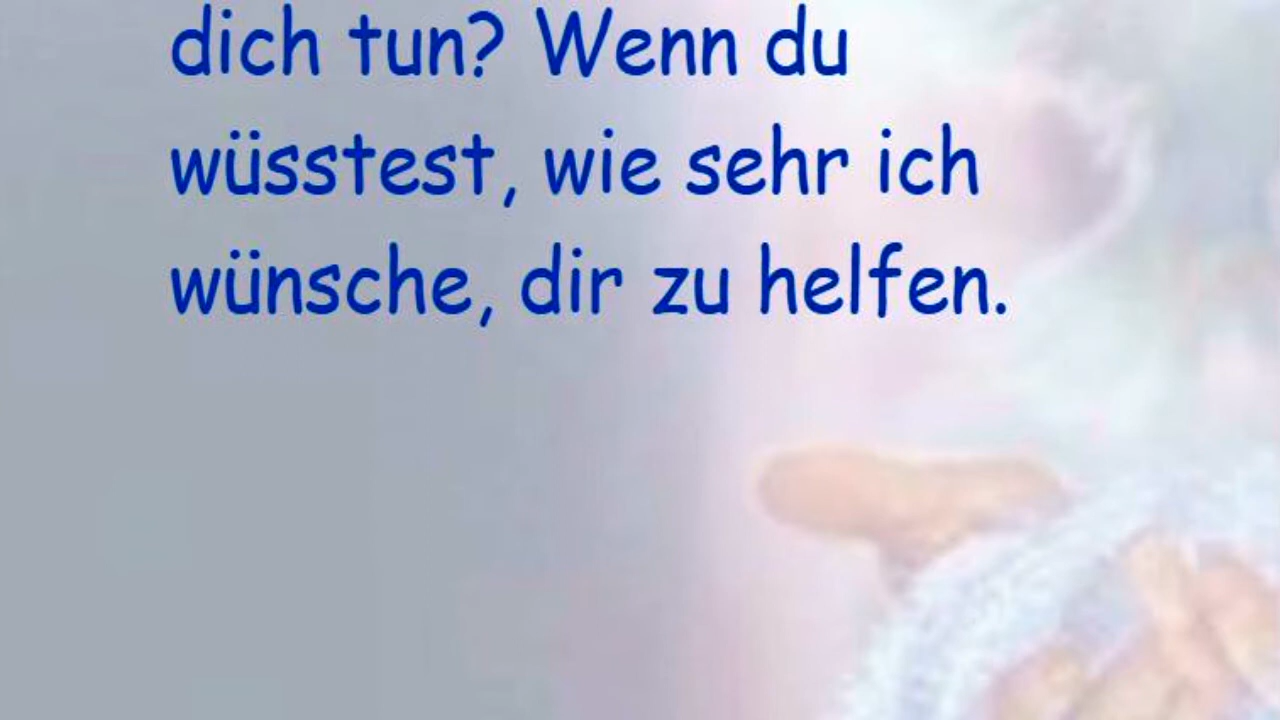 dich tun? Wenn du
wüsstest, wie sehr ich
wünsche, dir zu helfen.